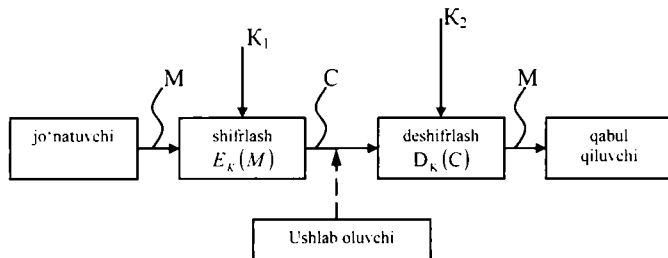 K₁
K₂
M
C
M
jo‘natuvchi
shifrlash
E_K(M)
deshifrlash
D_K(C)
qabul
qiluvchi
Ushlab oluvchi